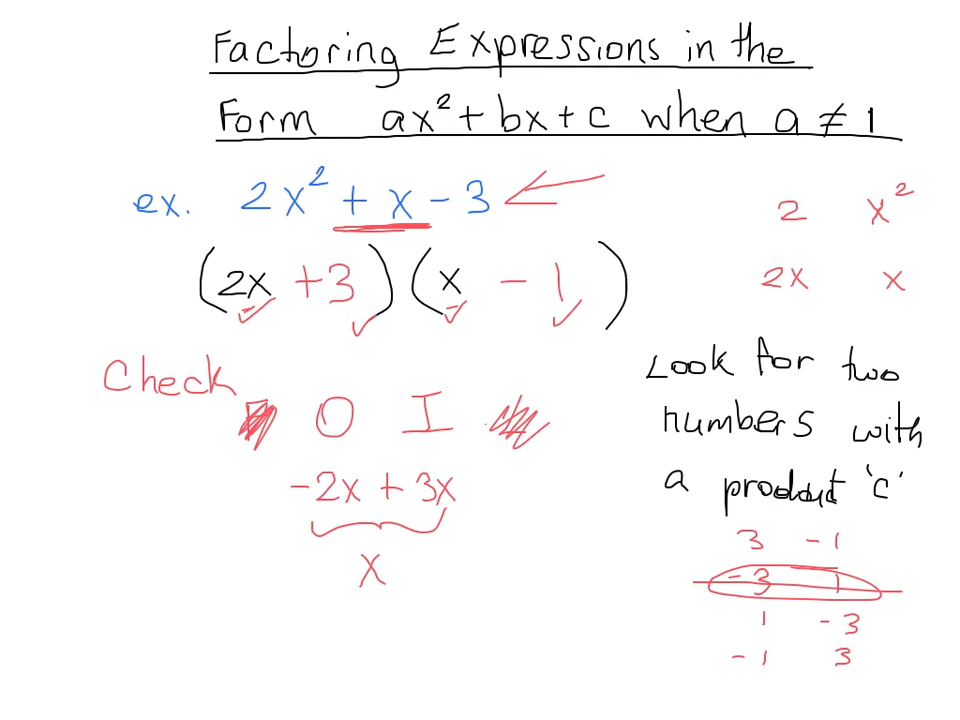 Factoring Expressions in the
Form ax² + bx + c when a ≠ 1
ex. 2x² + x - 3
2 x²
(2x + 3)(x - 1)
2x x
Check
O I
-2x + 3x
x
Look for two
numbers with
a product 'c'
3 -1
-3 1
1 -3
-1 3